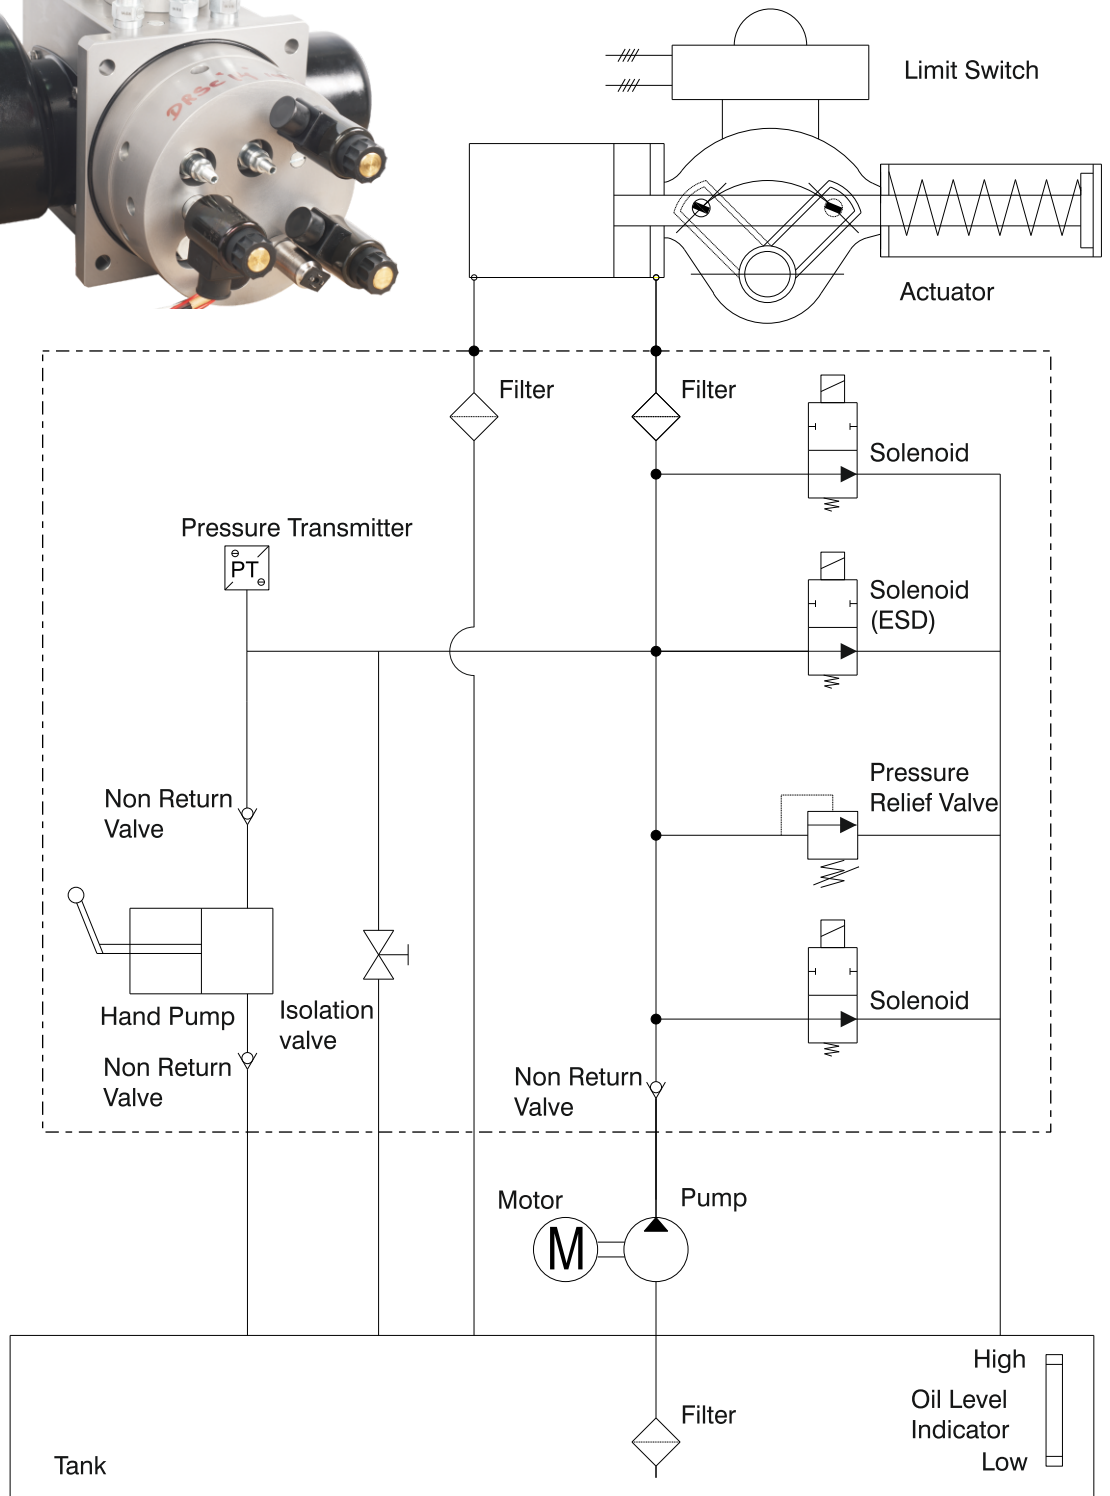 DRSC
Limit Switch
Actuator
Filter
Filter
Solenoid
Pressure Transmitter
PT
Solenoid
(ESD)
Pressure
Relief Valve
Non Return
Valve
Hand Pump
Isolation
valve
Solenoid
Non Return
Valve
Non Return
Valve
Motor
Pump
M
High
Oil Level
Indicator
Low
Filter
Tank